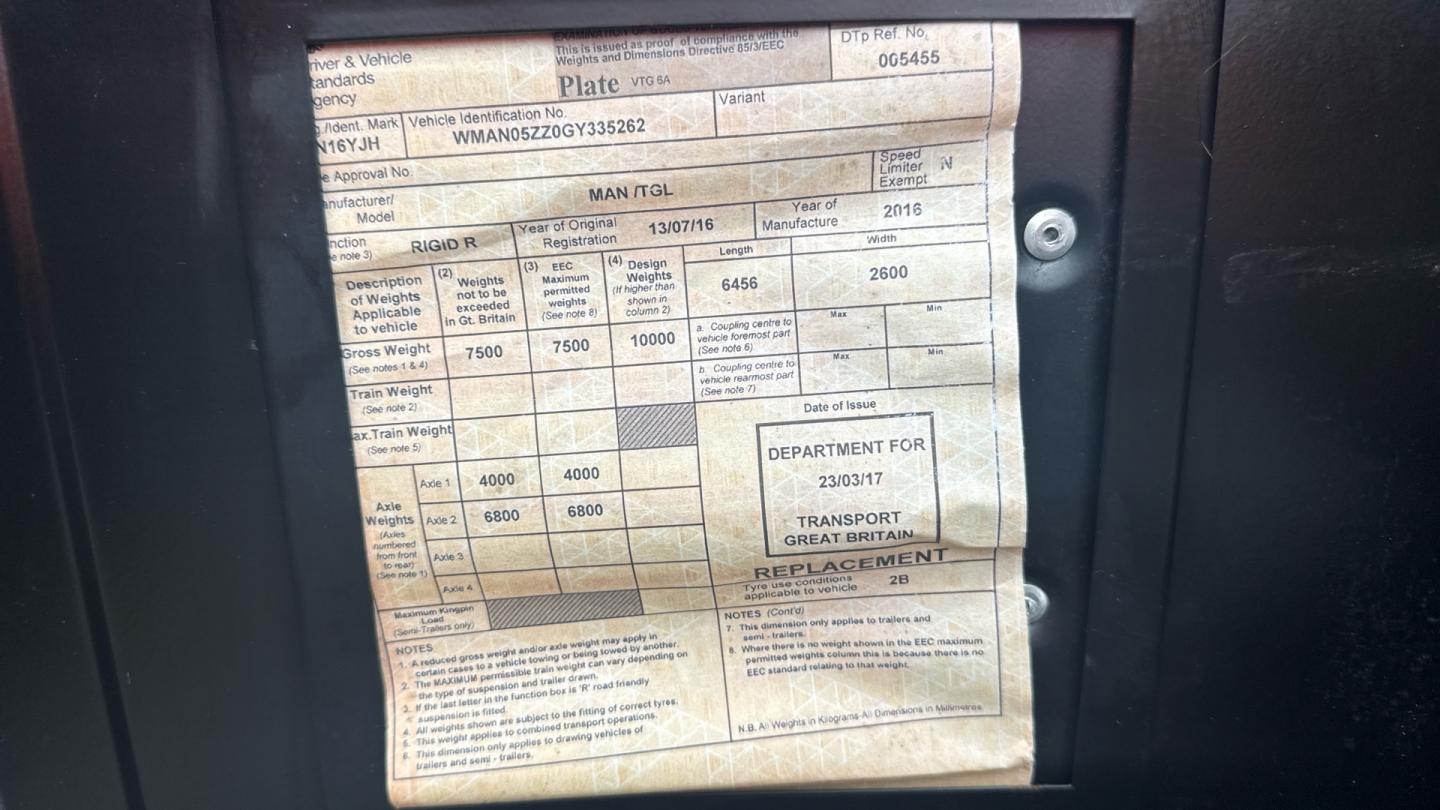 river & Vehicle
tandards
gency
EXAMINATION OF GOODS
This is issued as proof of compliance with the
Weights and Dimensions Directive 85/3/EEC
Plate VTG 6A
DTp Ref. No.
005455
./Ident. Mark
N16YJH
Vehicle Identification No.
WMAN05ZZ0GY335262
Variant
e Approval No.
anufacturer/
Model
MAN /TGL
Speed
Limiter
Exempt
N
nction
e note 3)
RIGID R
Year of Original
Registration
13/07/16
Year of
Manufacture
2016
Description
of Weights
Applicable
to vehicle
(2) Weights
not to be
exceeded
in Gt. Britain
(3) EEC
Maximum
permitted
weights
(See note 8)
(4) Design
Weights
(If higher than
shown in
column 2)
Length
6456
Width
2600
Gross Weight
(See notes 1 & 4)
7500
7500
10000
a. Coupling centre to
vehicle foremost part
(See note 6)
Max
Min
Train Weight
(See note 2)
b. Coupling centre to
vehicle rearmost part
(See note 7)
Max
Min
ax.Train Weight
(See note 5)
Axle
Weights
(Axles
numbered
from front
to rear)
(See note 1)
Axle 1
4000
4000
Axle 2
6800
6800
Axle 3
Axle 4
Maximum Kingpin
Load
(Semi-Trailers only)
Date of Issue
DEPARTMENT FOR
23/03/17
TRANSPORT
GREAT BRITAIN
REPLACEMENT
Tyre use conditions
applicable to vehicle
2B
NOTES
1. A reduced gross weight and/or axle weight may apply in
certain cases to a vehicle towing or being towed by another.
2. The MAXIMUM permissible train weight can vary depending on
the type of suspension and trailer drawn.
3. If the last letter in the function box is 'R' road friendly
suspension is fitted.
4. All weights shown are subject to the fitting of correct tyres.
5. This weight applies to combined transport operations.
6. This dimension only applies to drawing vehicles of
trailers and semi - trailers.
NOTES (Cont'd)
7. This dimension only applies to trailers and
semi - trailers.
8. Where there is no weight shown in the EEC maximum
permitted weights column this is because there is no
EEC standard relating to that weight.
N.B. All Weights in Kilograms-All Dimensions in Millimetres